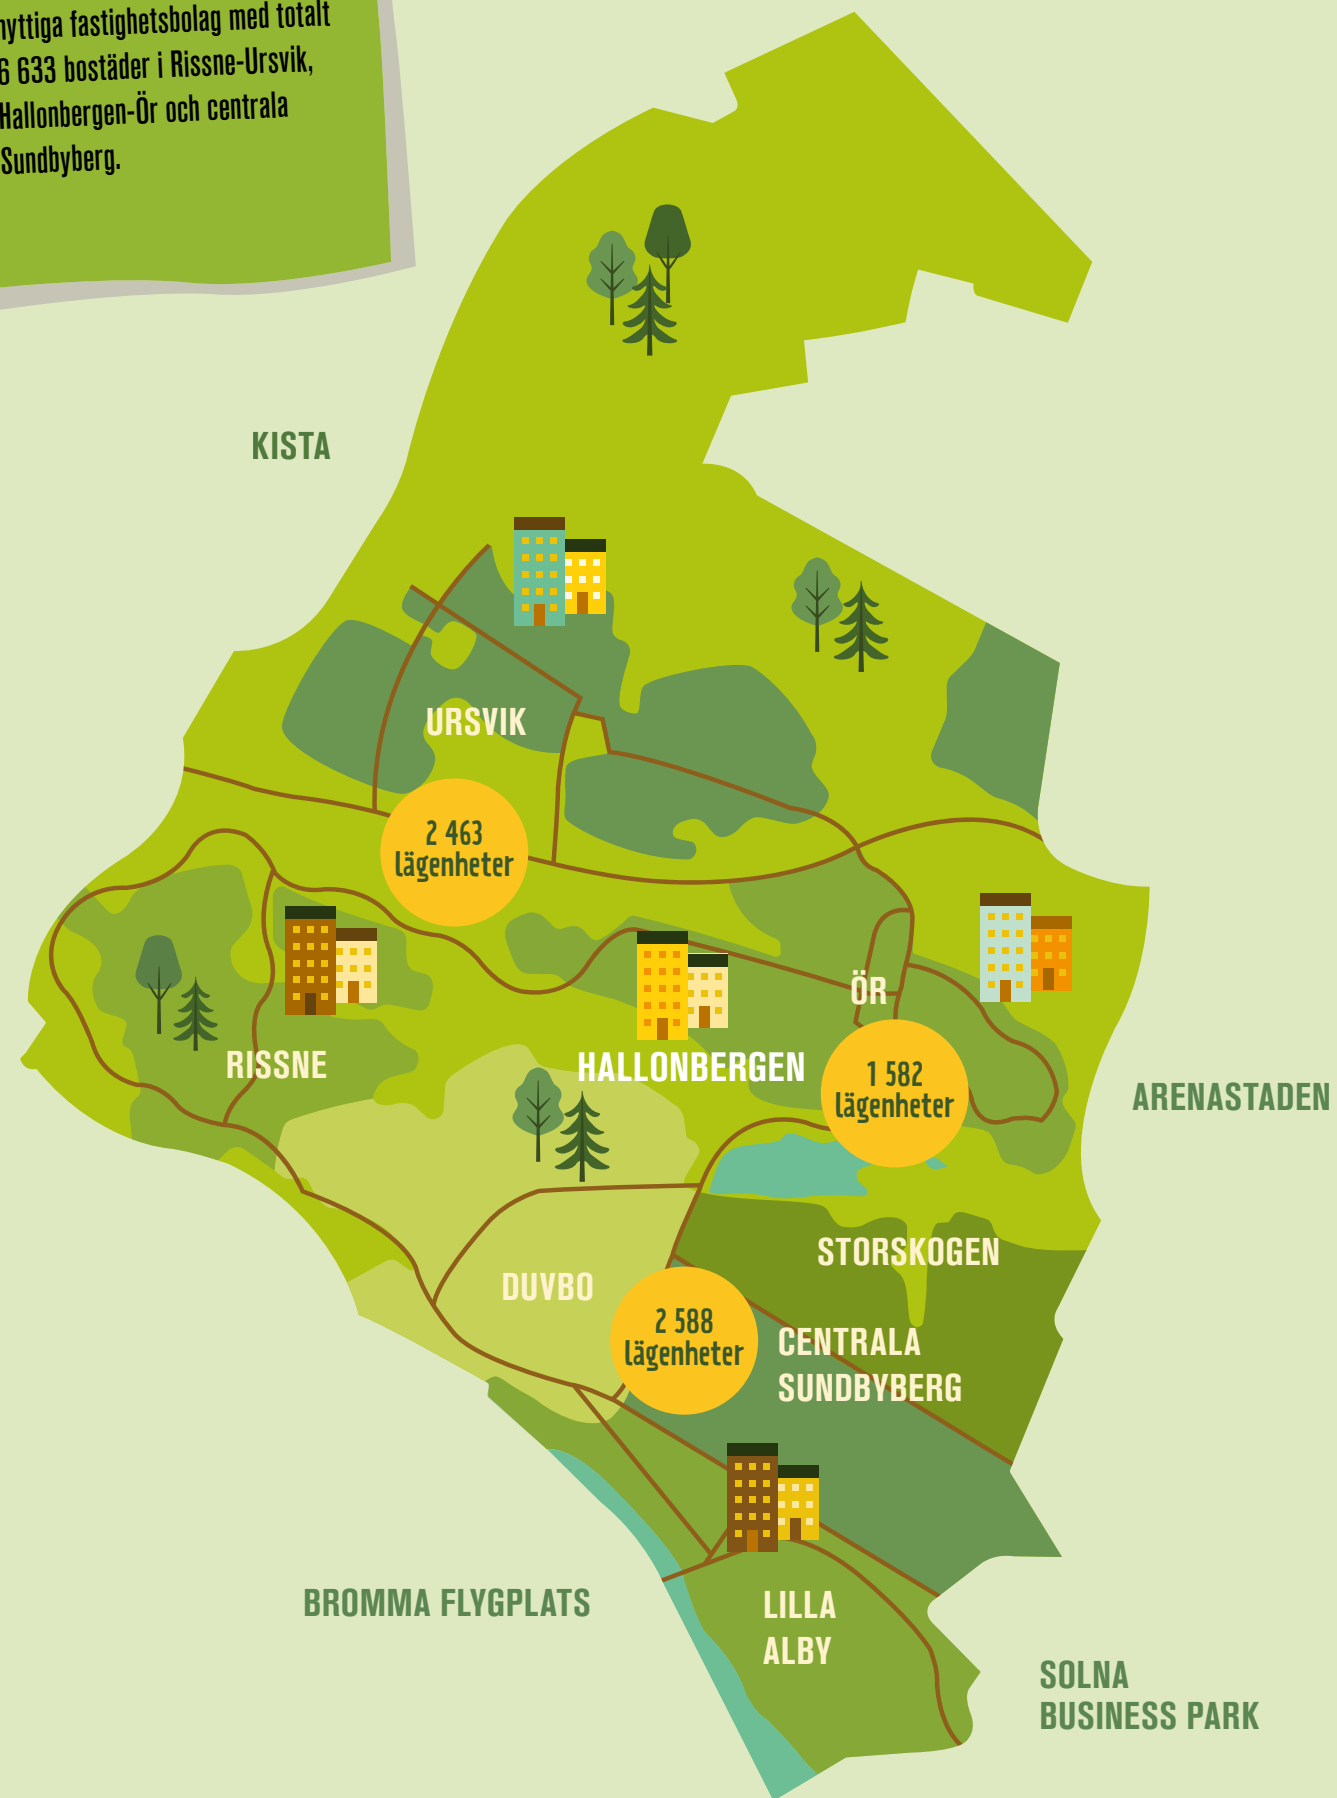 fastighetsbolag med totalt
6 633 bostäder i Rissne-Ursvik,
Hallonbergen-Ör och centrala
Sundbyberg.
KISTA
URSVIK
2 463
lägenheter
ÖR
RISSNE
HALLONBERGEN
1 582
lägenheter
ARENASTADEN
STORSKOGEN
DUVBO
2 588
lägenheter
CENTRALA
SUNDBYBERG
BROMMA FLYGPLATS
LILLA
ALBY
SOLNA
BUSINESS PARK